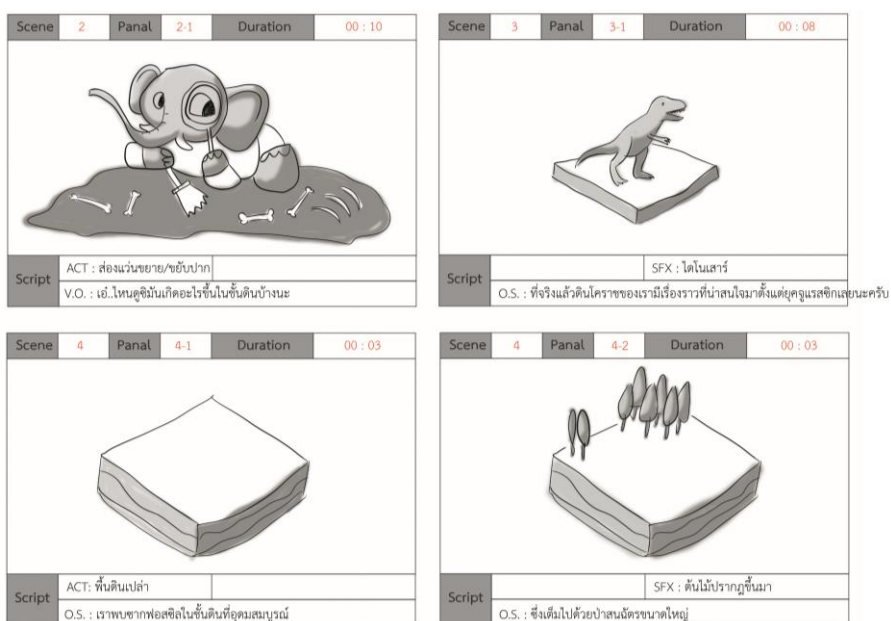 Scene 2 Panal 2-1 Duration 00 : 10
Script
ACT : ส่องแว่นขยาย/ขยับปาก
V.O. : เอ๋..ไหนดูซิมันเกิดอะไรขึ้นในชั้นดินบ้างนะ
Scene 3 Panal 3-1 Duration 00 : 08
Script
SFX : ไดโนเสาร์
O.S. : ที่จริงแล้วดินโคราชของเรามีเรื่องราวที่น่าสนใจมาตั้งแต่ยุคจูแรสซิกเลยนะครับ
Scene 4 Panal 4-1 Duration 00 : 03
Script
ACT: พื้นดินเปล่า
O.S. : เราพบซากฟอสซิลในชั้นดินที่อุดมสมบูรณ์
Scene 4 Panal 4-2 Duration 00 : 03
Script
SFX : ต้นไม้ปรากฎขึ้นมา
O.S. : ซึ่งเต็มไปด้วยป่าสนฉัตรขนาดใหญ่